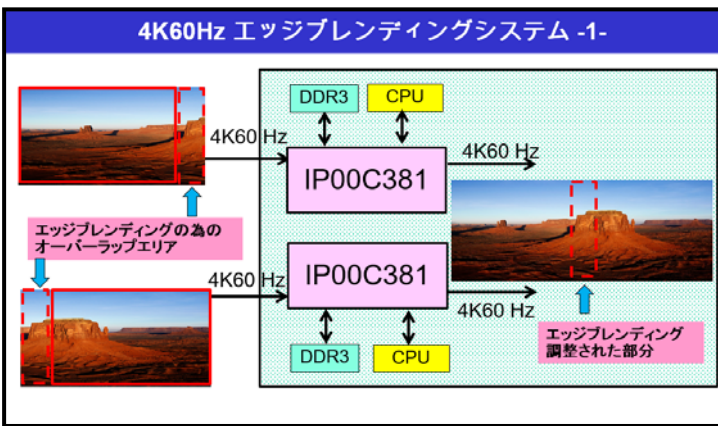 4K60Hz エッジブレンディングシステム -1-
DDR3
CPU
4K60 Hz
4K60 Hz
IP00C381
エッジブレンディングの為の
オーバーラップエリア
4K60 Hz
IP00C381
4K60 Hz
DDR3
CPU
エッジブレンディング
調整された部分